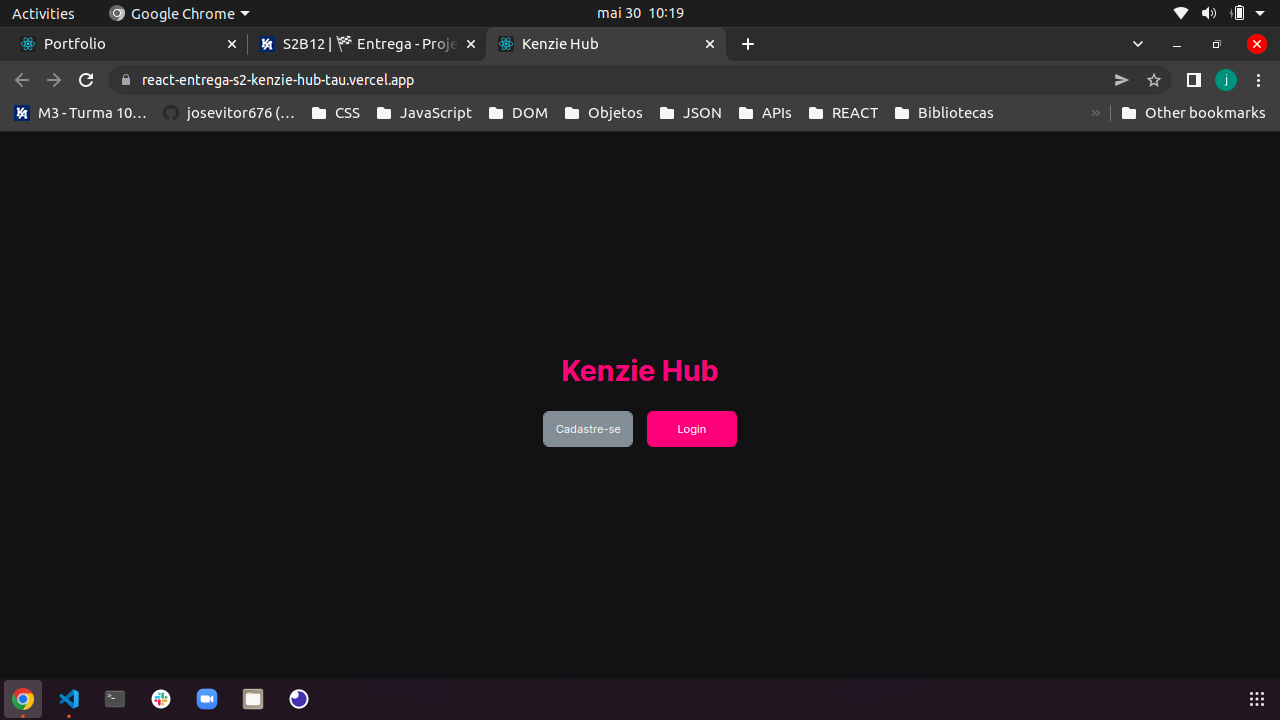 Activities Google Chrome mai 30 10:19
Portfolio S2B12 | 🏁 Entrega - Proje Kenzie Hub
react-entrega-s2-kenzie-hub-tau.vercel.app j
M3 - Turma 10... josevitor676 (... CSS JavaScript DOM Objetos JSON APIs REACT Bibliotecas » Other bookmarks
Kenzie Hub
Cadastre-se Login